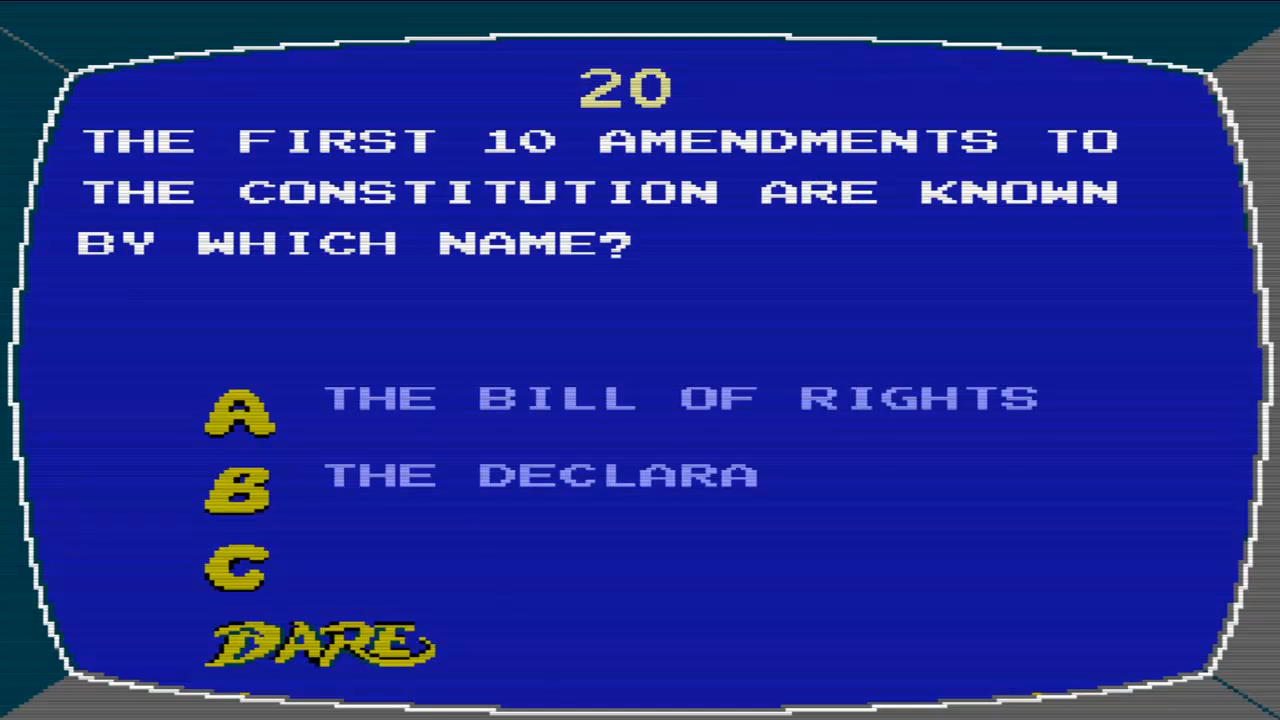 20
THE FIRST 10 AMENDMENTS TO
THE CONSTITUTION ARE KNOWN
BY WHICH NAME?
A THE BILL OF RIGHTS
B THE DECLARA
C
DARE